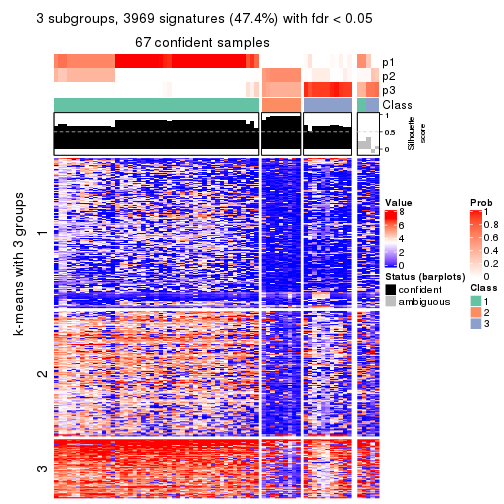 3 subgroups, 3969 signatures (47.4%) with fdr < 0.05
67 confident samples
p1
p2
p3
Class
1
0.5
0
Silhouette
score
k-means with 3 groups
1
2
3
Value
8
6
4
2
0
Status (barplots)
confident
ambiguous
Prob
1
0.8
0.6
0.4
0.2
0
Class
1
2
3